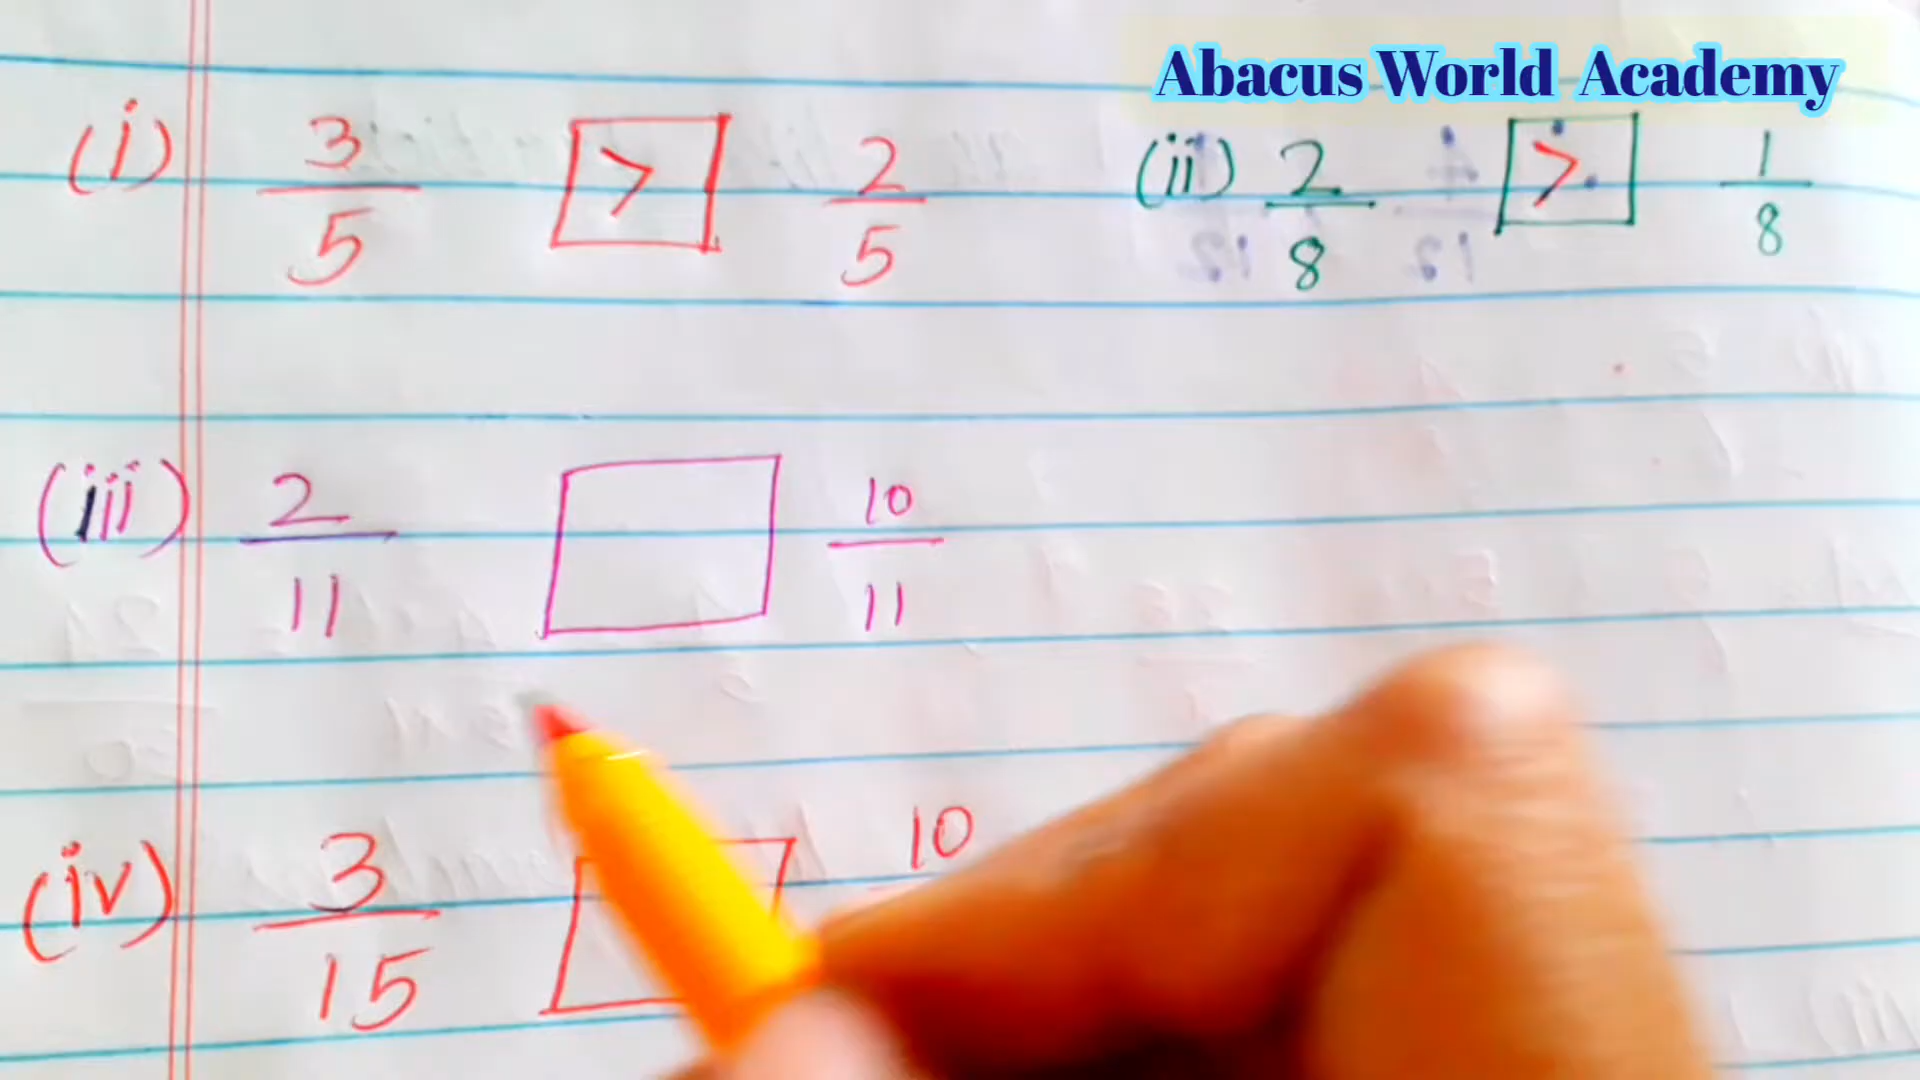 Abacus World Academy
(i) 3/5 > 2/5 (ii) 2/8 > 1/8
(iii) 2/11 10/11
(iv) 3/15 10